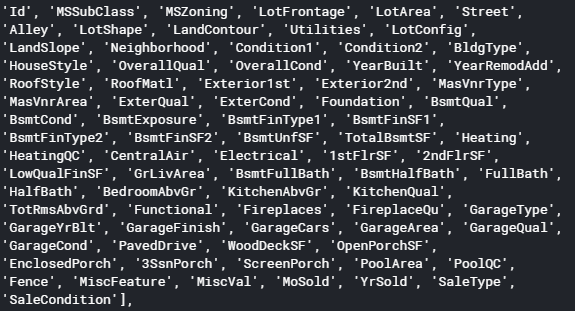 'Id', 'MSSubClass', 'MSZoning', 'LotFrontage', 'LotArea', 'Street',
'Alley', 'LotShape', 'LandContour', 'Utilities', 'LotConfig',
'LandSlope', 'Neighborhood', 'Condition1', 'Condition2', 'BldgType',
'HouseStyle', 'OverallQual', 'OverallCond', 'YearBuilt', 'YearRemodAdd',
'RoofStyle', 'RoofMatl', 'Exterior1st', 'Exterior2nd', 'MasVnrType',
'MasVnrArea', 'ExterQual', 'ExterCond', 'Foundation', 'BsmtQual',
'BsmtCond', 'BsmtExposure', 'BsmtFinType1', 'BsmtFinSF1',
'BsmtFinType2', 'BsmtFinSF2', 'BsmtUnfSF', 'TotalBsmtSF', 'Heating',
'HeatingQC', 'CentralAir', 'Electrical', '1stFlrSF', '2ndFlrSF',
'LowQualFinSF', 'GrLivArea', 'BsmtFullBath', 'BsmtHalfBath', 'FullBath',
'HalfBath', 'BedroomAbvGr', 'KitchenAbvGr', 'KitchenQual',
'TotRmsAbvGrd', 'Functional', 'Fireplaces', 'FireplaceQu', 'GarageType',
'GarageYrBlt', 'GarageFinish', 'GarageCars', 'GarageArea', 'GarageQual',
'GarageCond', 'PavedDrive', 'WoodDeckSF', 'OpenPorchSF',
'EnclosedPorch', '3SsnPorch', 'ScreenPorch', 'PoolArea', 'PoolQC',
'Fence', 'MiscFeature', 'MiscVal', 'MoSold', 'YrSold', 'SaleType',
'SaleCondition'],